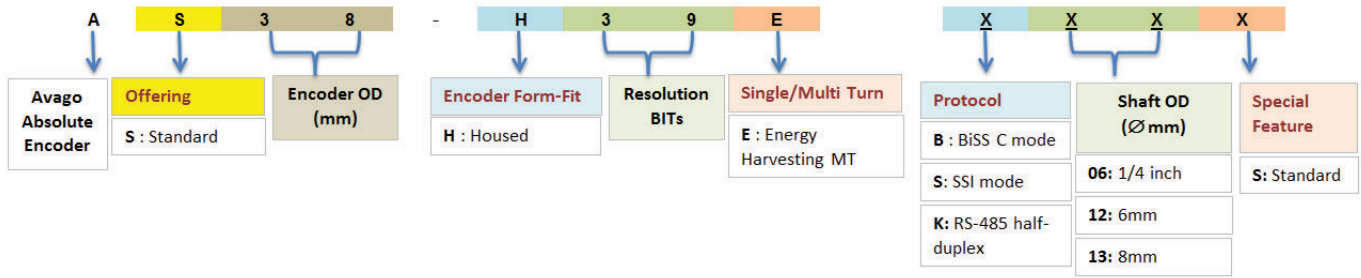 A S 3 8 - H 3 9 E X X X X
Avago
Absolute
Encoder
Offering
S : Standard
Encoder OD
(mm)
Encoder Form-Fit
H : Housed
Resolution
BITs
Single/Multi Turn
E : Energy
Harvesting MT
Protocol
B : BiSS C mode
S: SSI mode
K: RS-485 half-
duplex
Shaft OD
(∅ mm)
06: 1/4 inch
12: 6mm
13: 8mm
Special
Feature
S: Standard